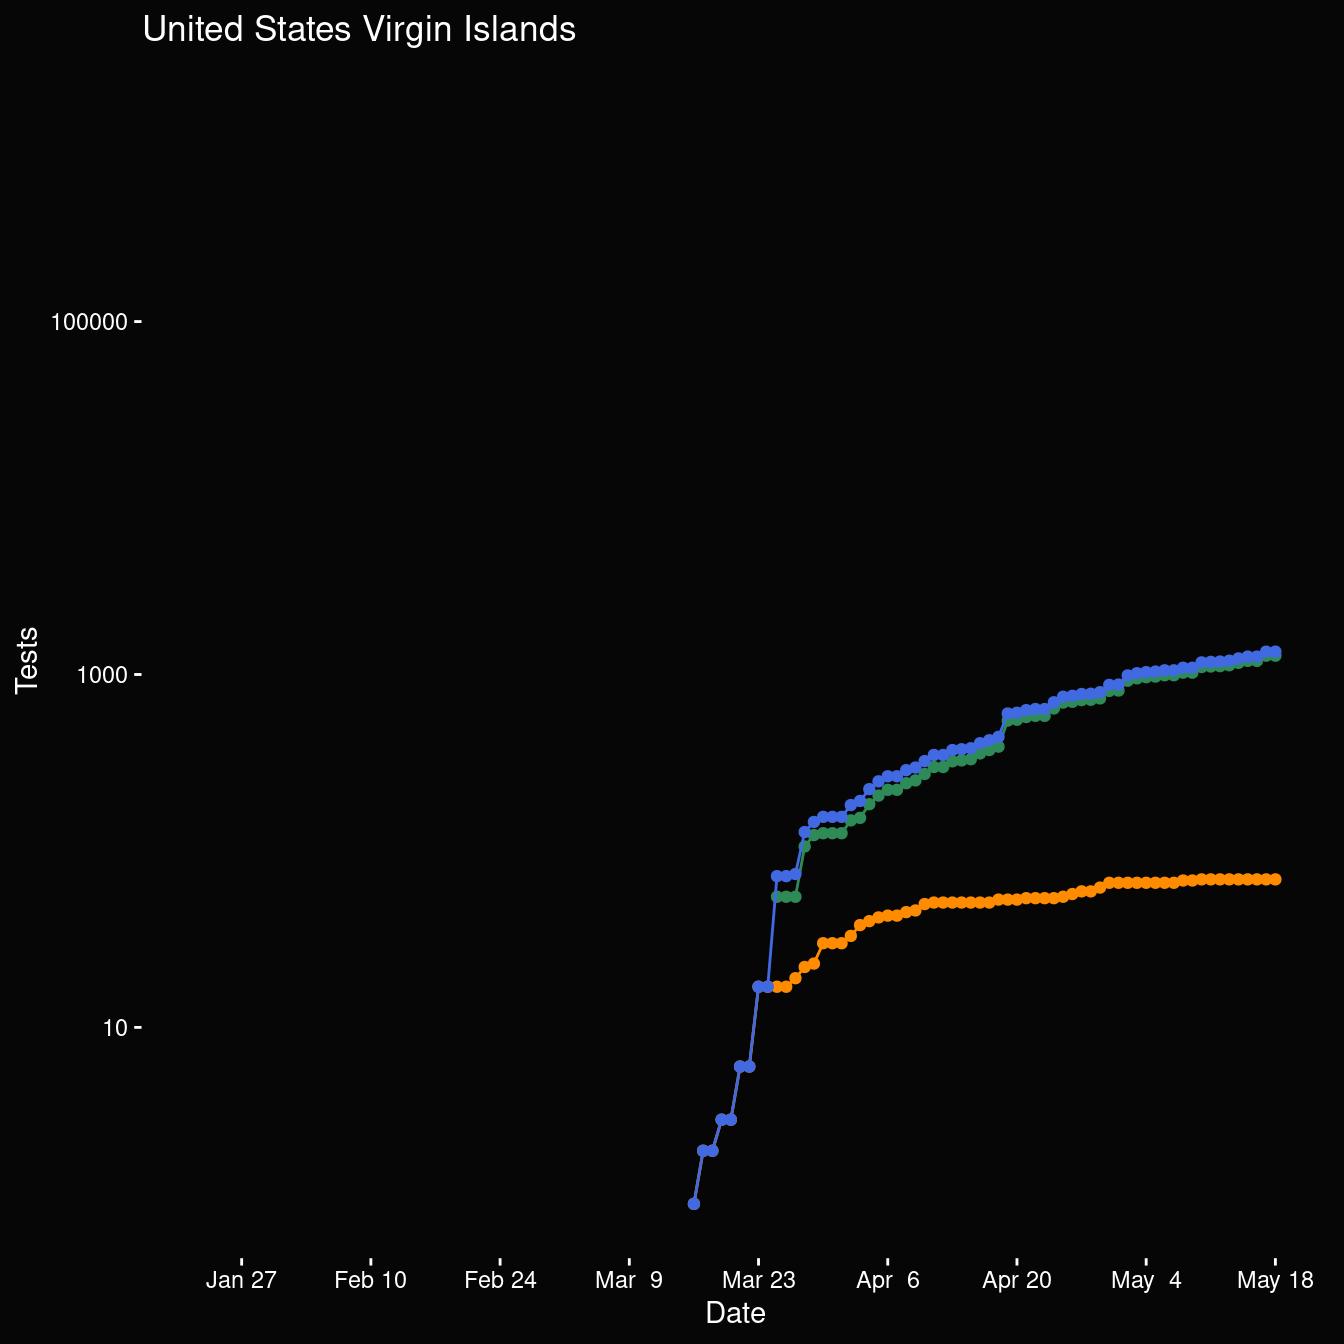 United States Virgin Islands
100000
1000
10
Tests
Jan 27 Feb 10 Feb 24 Mar  9 Mar 23 Apr  6 Apr 20 May  4 May 18
Date